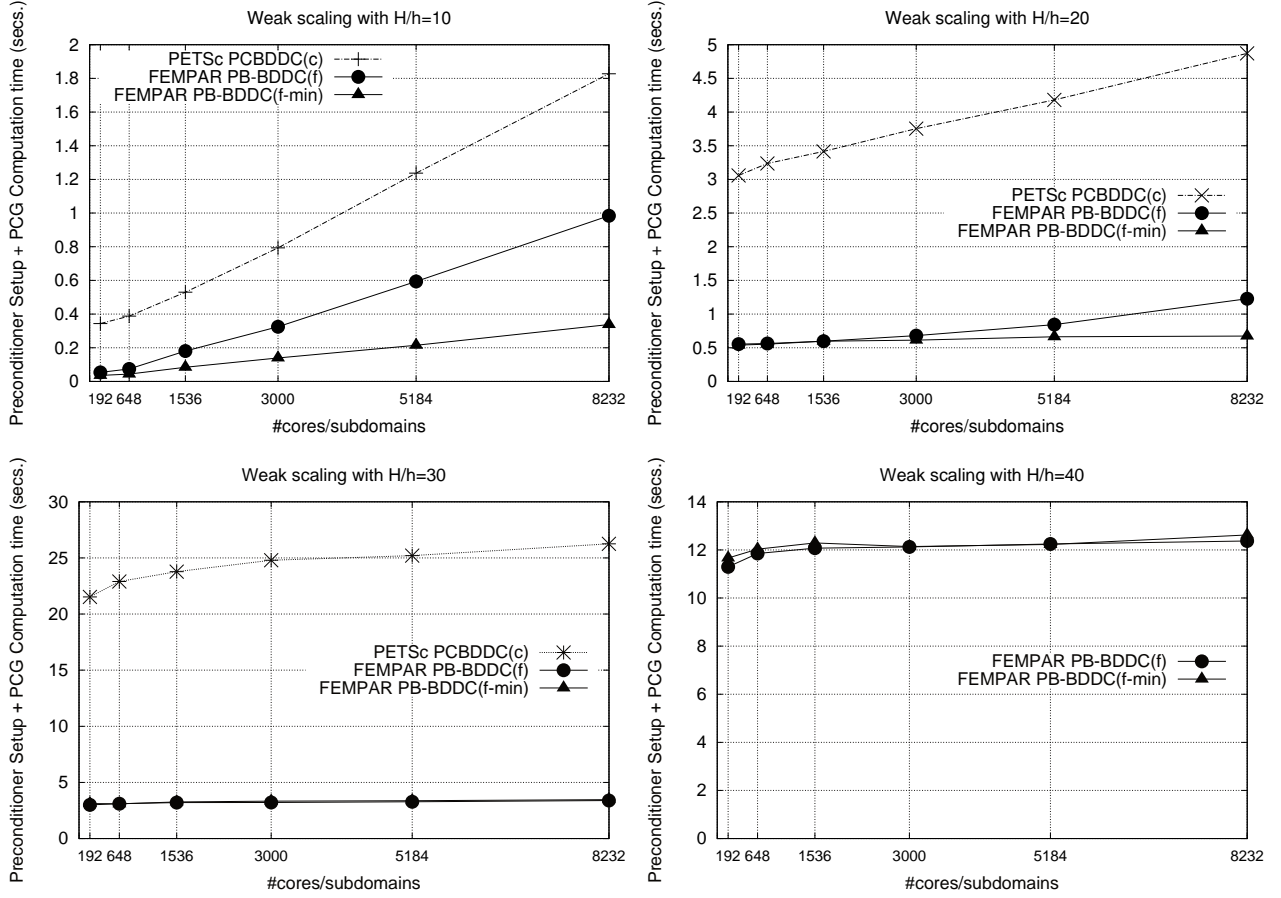 Weak scaling with H/h=10
Preconditioner Setup + PCG Computation time (secs.)
2
1.8
1.6
1.4
1.2
1
0.8
0.6
0.4
0.2
0
PETSc PCBDDC(c)
FEMPAR PB-BDDC(f)
FEMPAR PB-BDDC(f-min)
192 648 1536 3000 5184 8232
#cores/subdomains
Weak scaling with H/h=20
Preconditioner Setup + PCG Computation time (secs.)
5
4.5
4
3.5
3
2.5
2
1.5
1
0.5
0
PETSc PCBDDC(c)
FEMPAR PB-BDDC(f)
FEMPAR PB-BDDC(f-min)
192 648 1536 3000 5184 8232
#cores/subdomains
Weak scaling with H/h=30
Preconditioner Setup + PCG Computation time (secs.)
30
25
20
15
10
5
0
PETSc PCBDDC(c)
FEMPAR PB-BDDC(f)
FEMPAR PB-BDDC(f-min)
192 648 1536 3000 5184 8232
#cores/subdomains
Weak scaling with H/h=40
Preconditioner Setup + PCG Computation time (secs.)
14
12
10
8
6
4
2
0
FEMPAR PB-BDDC(f)
FEMPAR PB-BDDC(f-min)
192 648 1536 3000 5184 8232
#cores/subdomains